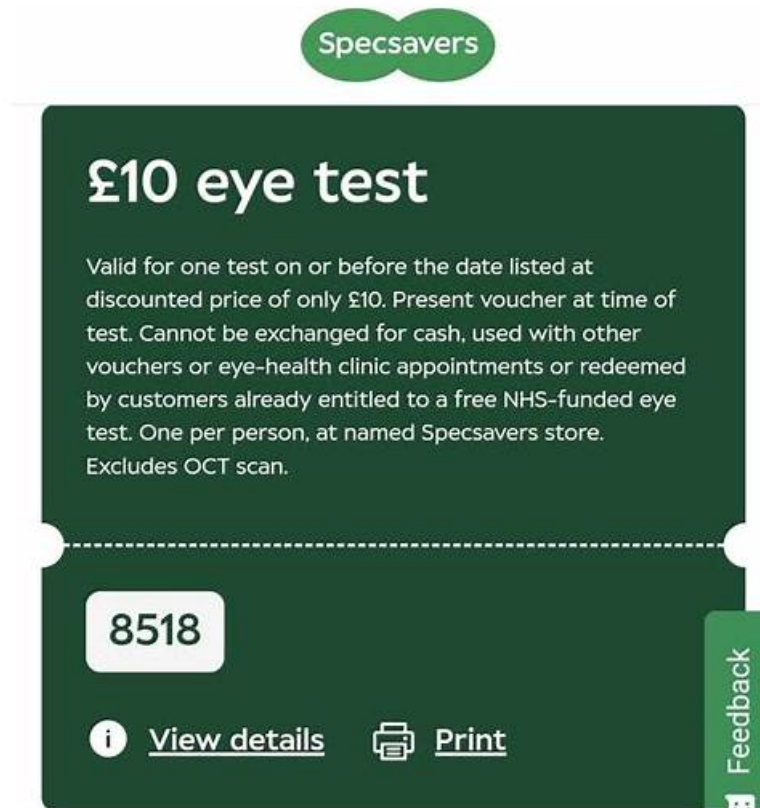 Specsavers
£10 eye test
Valid for one test on or before the date listed at
discounted price of only £10. Present voucher at time of
test. Cannot be exchanged for cash, used with other
vouchers or eye-health clinic appointments or redeemed
by customers already entitled to a free NHS-funded eye
test. One per person, at named Specsavers store.
Excludes OCT scan.
8518
i View details Print
Feedback